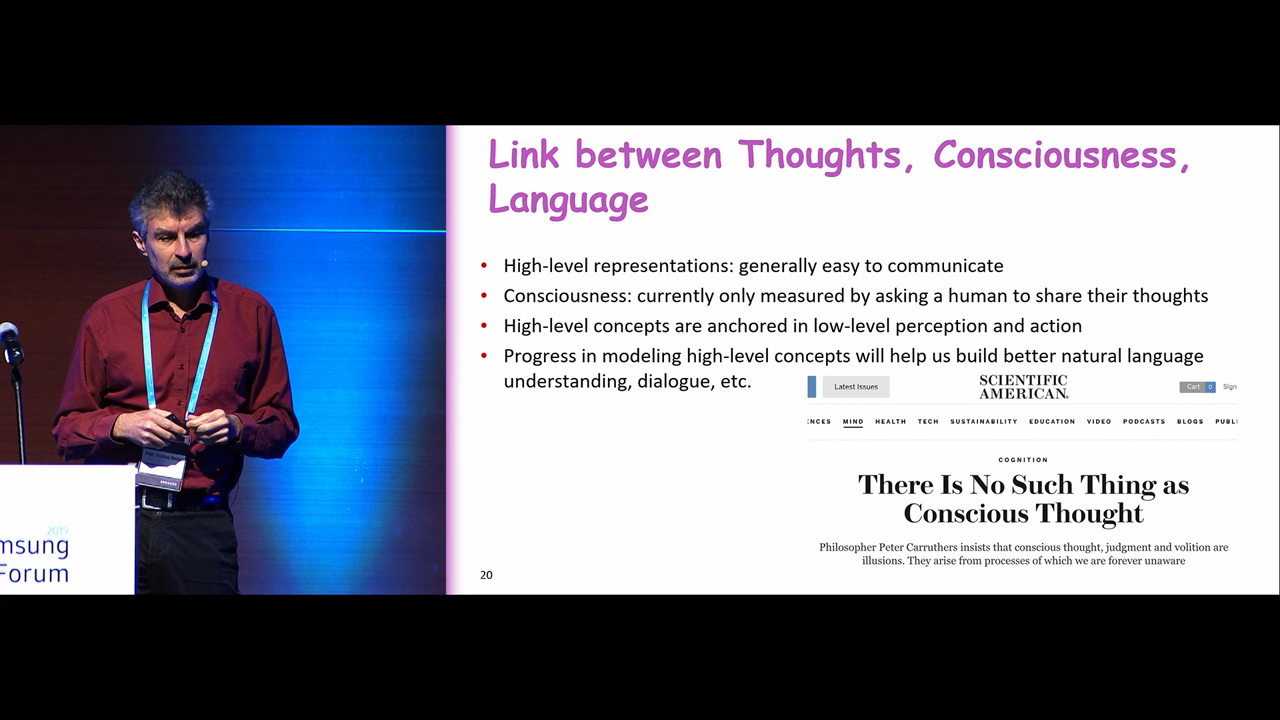 Link between Thoughts, Consciousness,
Language
• High-level representations: generally easy to communicate
• Consciousness: currently only measured by asking a human to share their thoughts
• High-level concepts are anchored in low-level perception and action
• Progress in modeling high-level concepts will help us build better natural language
understanding, dialogue, etc.
Latest Issues
SCIENTIFIC
AMERICAN®
Cart 0
Sign
NCES MIND HEALTH TECH SUSTAINABILITY EDUCATION VIDEO PODCASTS BLOGS PUBLI
COGNITION
There Is No Such Thing as
Conscious Thought
Philosopher Peter Carruthers insists that conscious thought, judgment and volition are
illusions. They arise from processes of which we are forever unaware
20
SPEAKER
2019
msung
Forum